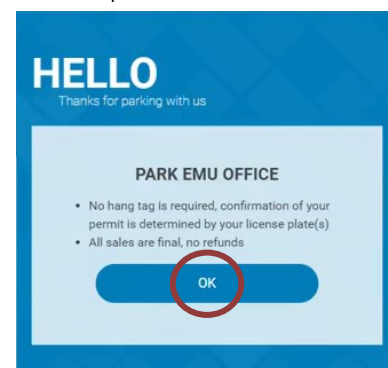 HELLO
Thanks for parking with us
PARK EMU OFFICE
• No hang tag is required, confirmation of your
permit is determined by your license plate(s)
• All sales are final, no refunds
OK